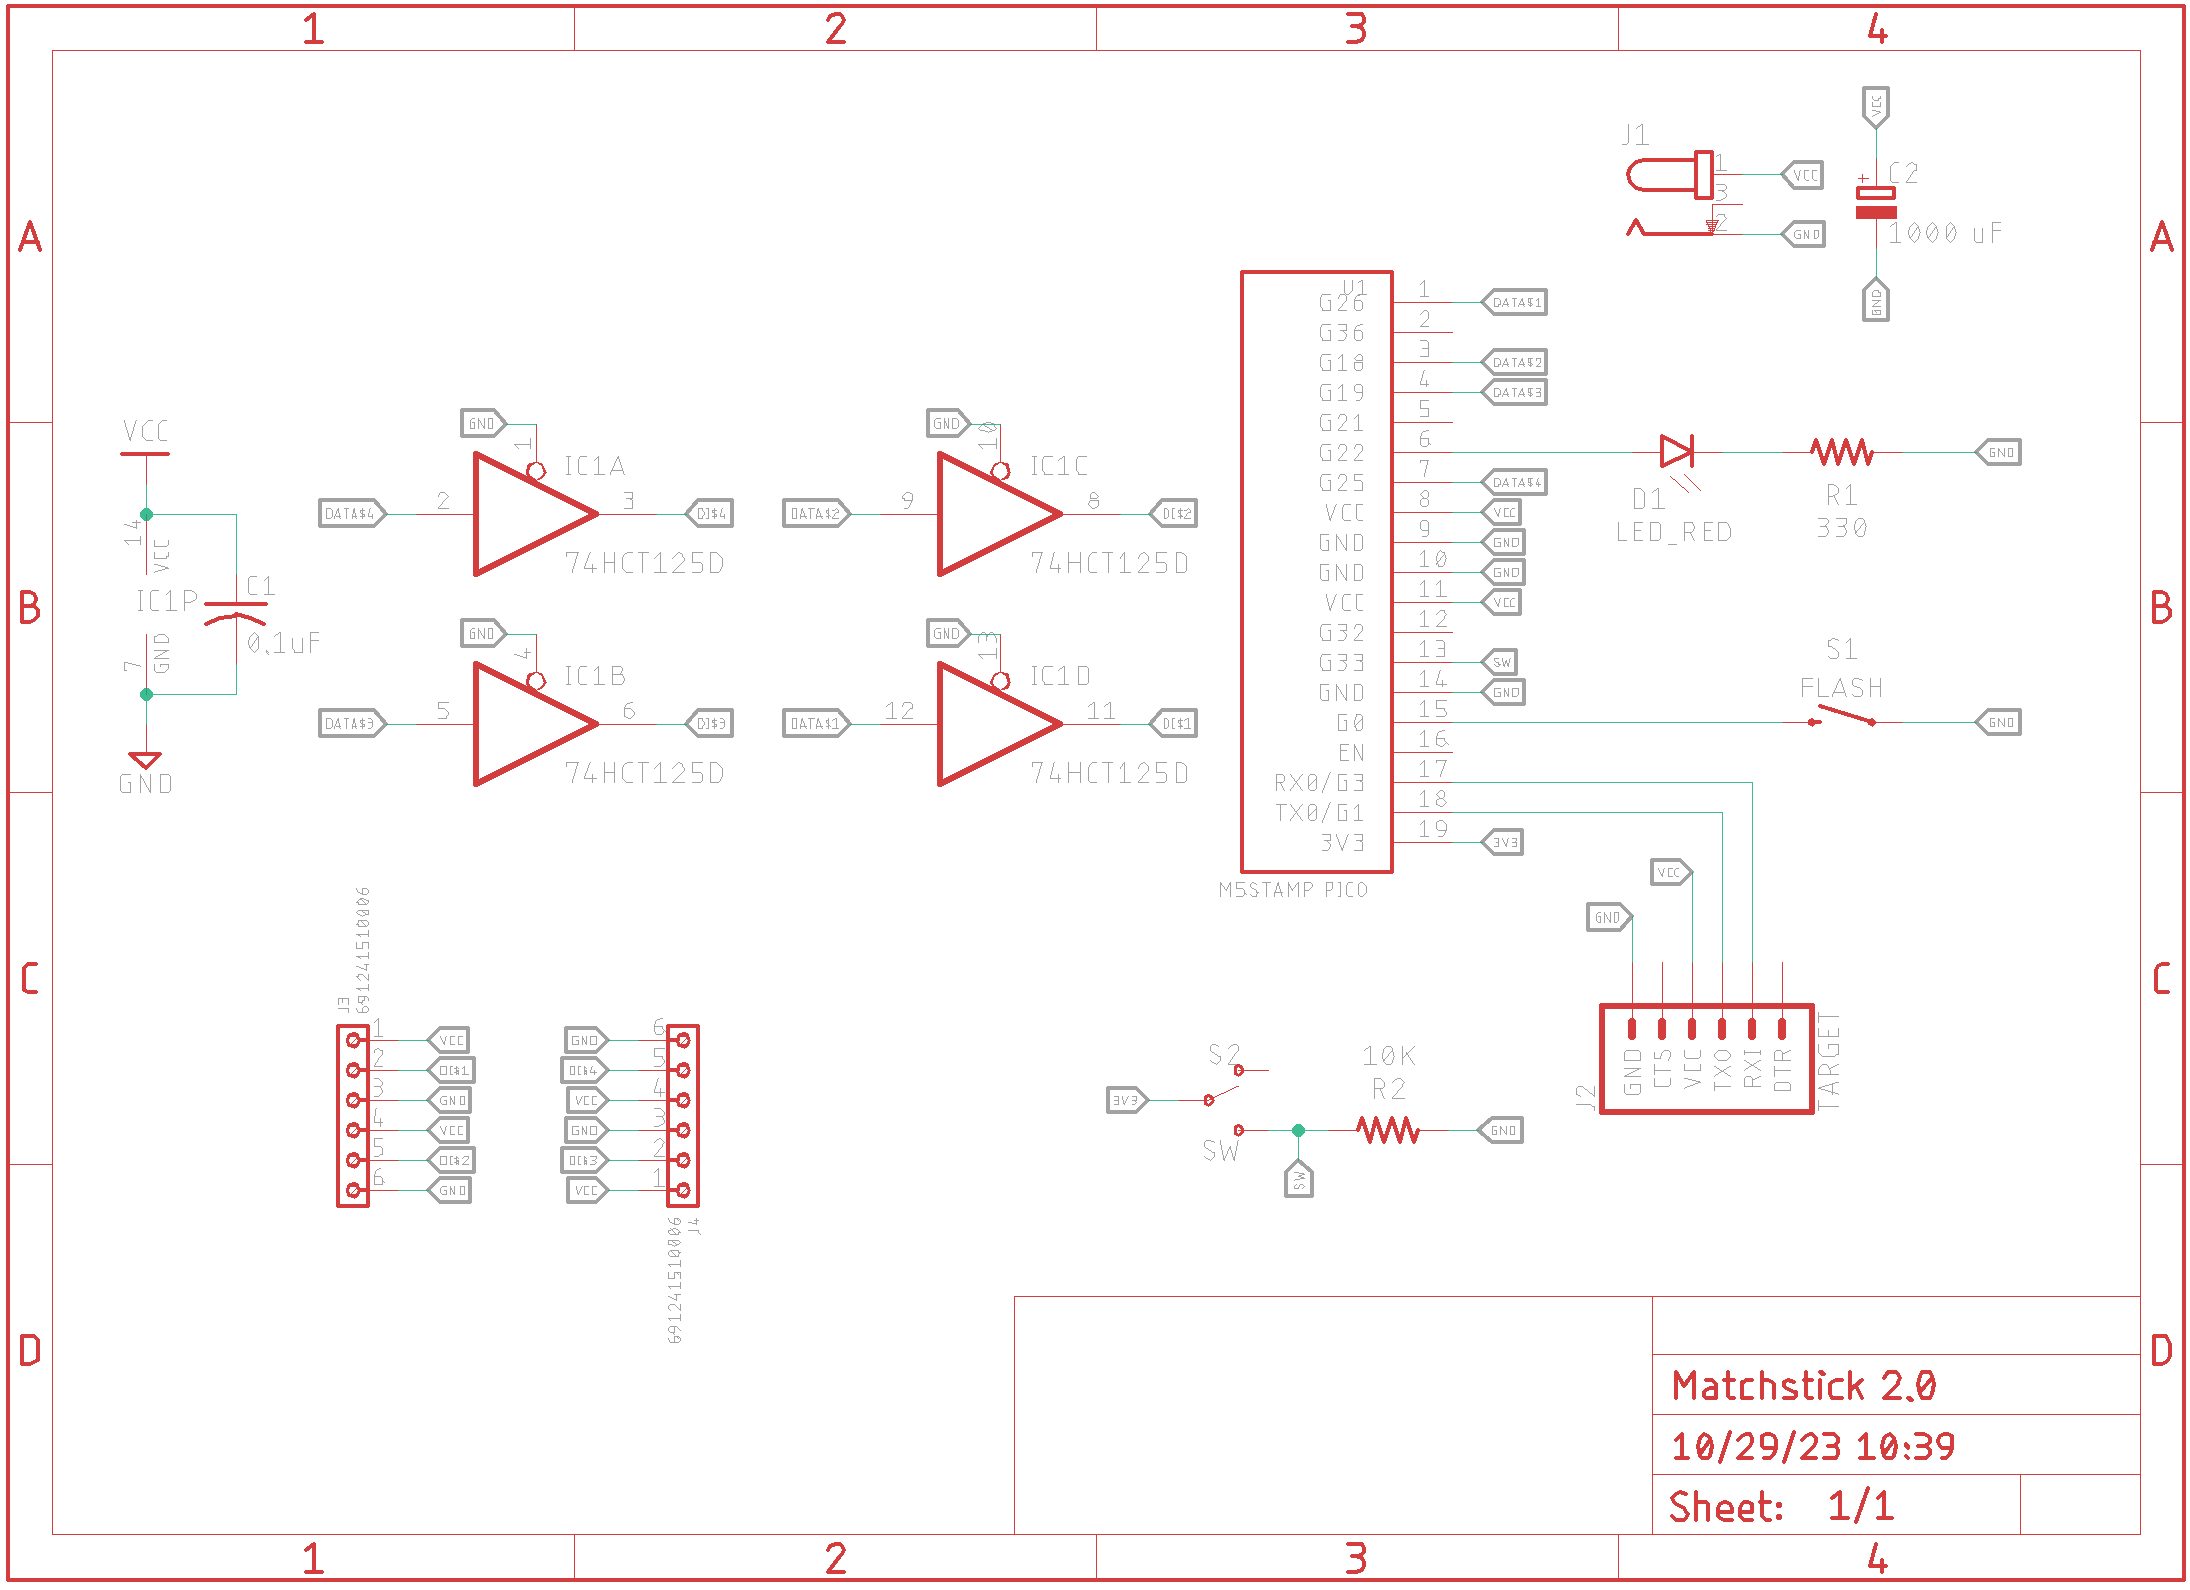 1 2 3 4
A A
B B
C C
D D
VCC
J1
1
3
2
VCC
GND
C2
+
1000 uF
GND
U1
G26 1 DATA$1
G36 2
G18 3 DATA$2
G19 4 DATA$3
G21 5
G22 6
G25 7 DATA$4
VCC 8 VCC
GND 9 GND
GND 10 GND
VCC 11 VCC
G32 12
G33 13 SW
GND 14 GND
G0 15
EN 16
RX0/G3 17
TX0/G1 18
3V3 19 3V3
M5STAMP PICO
D1
LED_RED
R1
330
GND
S1
FLASH
GND
VCC
14
VCC
IC1P
C1
0.1uF
7
GND
GND
GND
1
IC1A
DATA$4 2 3 DI$4
74HCT125D
GND
10
IC1C
DATA$2 9 8 DI$2
74HCT125D
GND
4
IC1B
DATA$3 5 6 DI$3
74HCT125D
GND
13
IC1D
DATA$1 12 11 DI$1
74HCT125D
VCC
GND
GND
CTS
VCC
TXO
RXI
DTR
J2
TARGET
J3
691241510006
1 VCC
2 DI$1
3 GND
4 VCC
5 DI$2
6 GND
GND 6
DI$4 5
VCC 4
GND 3
DI$3 2
VCC 1
691241510006
J4
S2
3V3
SW
SW
10K
R2
GND
Matchstick 2.0
10/29/23 10:39
Sheet: 1/1
1 2 3 4